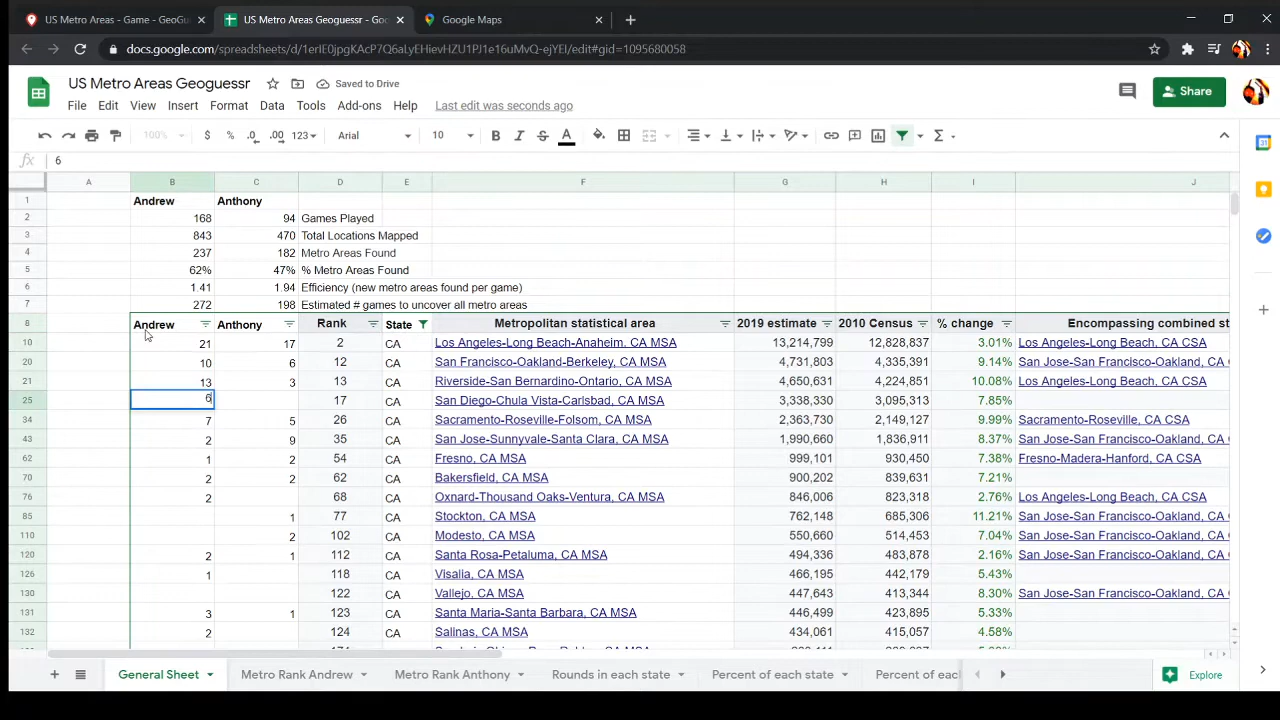 US Metro Areas - Game - GeoGu
US Metro Areas Geoguessr - Goo
Google Maps
docs.google.com/spreadsheets/d/1erIE0jpgKAcP7Q6aLyEHievHZU1PJ1e16uMvQ-ejYEI/edit#gid=1095680058
US Metro Areas Geoguessr
Saved to Drive
File Edit View Insert Format Data Tools Add-ons Help Last edit was seconds ago
Share
100% $ % .0 .00 123 Arial 10 B I S A
fx 6
A B C D E F G H I J
1 Andrew Anthony
2 168 94 Games Played
3 843 470 Total Locations Mapped
4 237 182 Metro Areas Found
5 62% 47% % Metro Areas Found
6 1.41 1.94 Efficiency (new metro areas found per game)
7 272 198 Estimated # games to uncover all metro areas
8 Andrew Anthony Rank State Metropolitan statistical area 2019 estimate 2010 Census % change Encompassing combined st
10 21 17 2 CA Los Angeles-Long Beach-Anaheim, CA MSA 13,214,799 12,828,837 3.01% Los Angeles-Long Beach, CA CSA
20 10 6 12 CA San Francisco-Oakland-Berkeley, CA MSA 4,731,803 4,335,391 9.14% San Jose-San Francisco-Oakland, CA
21 13 3 13 CA Riverside-San Bernardino-Ontario, CA MSA 4,650,631 4,224,851 10.08% Los Angeles-Long Beach, CA CSA
25 6 17 CA San Diego-Chula Vista-Carlsbad, CA MSA 3,338,330 3,095,313 7.85%
34 7 5 26 CA Sacramento-Roseville-Folsom, CA MSA 2,363,730 2,149,127 9.99% Sacramento-Roseville, CA CSA
43 2 9 35 CA San Jose-Sunnyvale-Santa Clara, CA MSA 1,990,660 1,836,911 8.37% San Jose-San Francisco-Oakland, CA
62 1 2 54 CA Fresno, CA MSA 999,101 930,450 7.38% Fresno-Madera-Hanford, CA CSA
70 2 2 62 CA Bakersfield, CA MSA 900,202 839,631 7.21%
76 2 68 CA Oxnard-Thousand Oaks-Ventura, CA MSA 846,006 823,318 2.76% Los Angeles-Long Beach, CA CSA
85 1 77 CA Stockton, CA MSA 762,148 685,306 11.21% San Jose-San Francisco-Oakland, CA
110 2 102 CA Modesto, CA MSA 550,660 514,453 7.04% San Jose-San Francisco-Oakland, CA
120 2 1 112 CA Santa Rosa-Petaluma, CA MSA 494,336 483,878 2.16% San Jose-San Francisco-Oakland, CA
126 1 118 CA Visalia, CA MSA 466,195 442,179 5.43%
130 122 CA Vallejo, CA MSA 447,643 413,344 8.30% San Jose-San Francisco-Oakland, CA
131 3 1 123 CA Santa Maria-Santa Barbara, CA MSA 446,499 423,895 5.33%
132 2 124 CA Salinas, CA MSA 434,061 415,057 4.58%
General Sheet Metro Rank Andrew Metro Rank Anthony Rounds in each state Percent of each state Percent of eac Explore